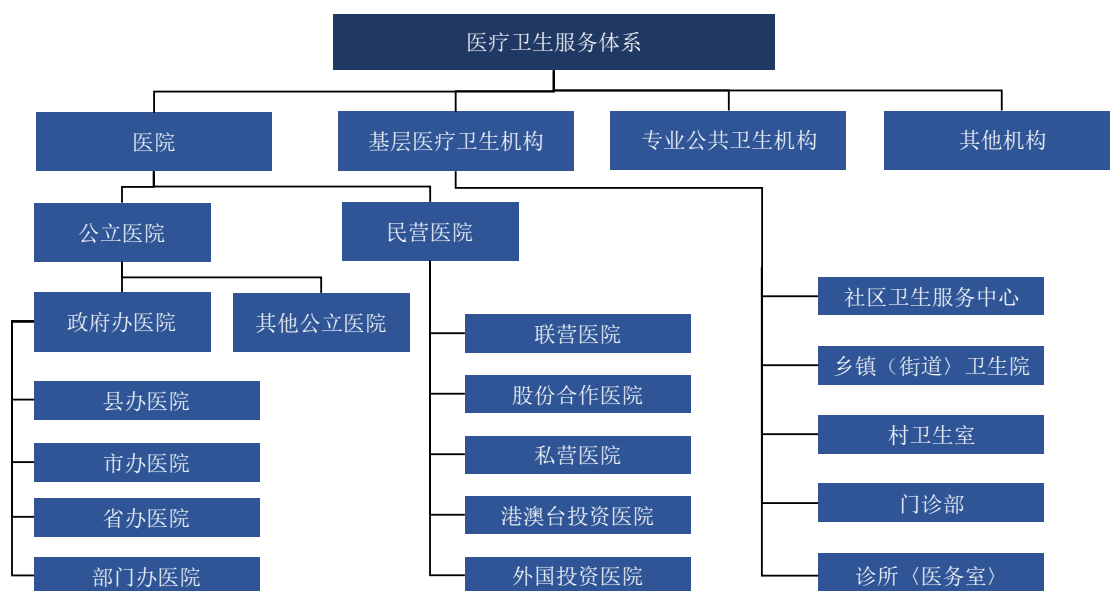 医疗卫生服务体系
医院
基层医疗卫生机构
专业公共卫生机构
其他机构
公立医院
民营医院
政府办医院
其他公立医院
县办医院
市办医院
省办医院
部门办医院
联营医院
股份合作医院
私营医院
港澳台投资医院
外国投资医院
社区卫生服务中心
乡镇（街道〉卫生院
村卫生室
门诊部
诊所〈医务室〉